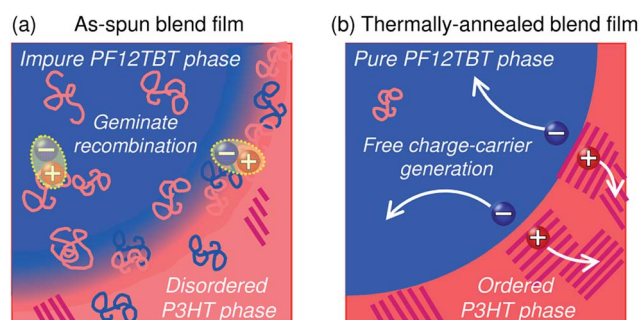 (a) As-spun blend film
Impure PF12TBT phase
Geminate
recombination
−
+
−
+
Disordered
P3HT phase
(b) Thermally-annealed blend film
Pure PF12TBT phase
Free charge-carrier
generation
−
+
−
+
Ordered
P3HT phase